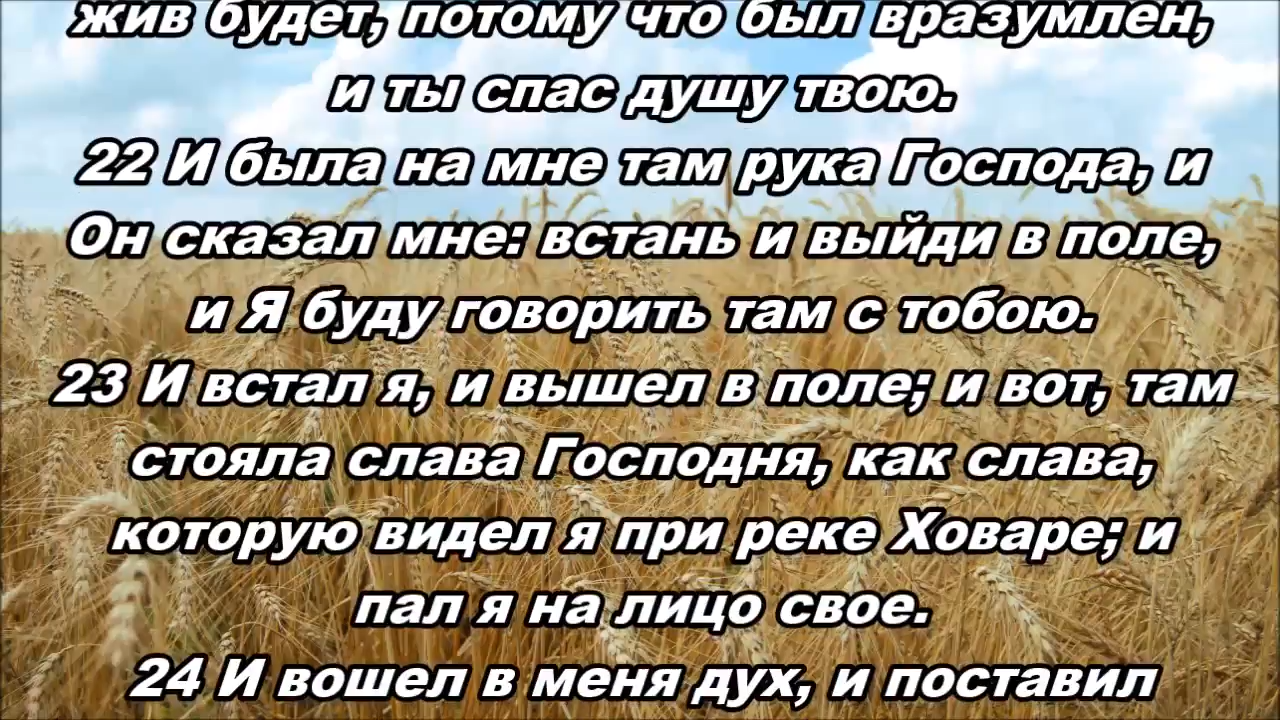 жив будет, потому что был вразумлен,
и ты спас душу твою.
22 И была на мне там рука Господа, и
Он сказал мне: встань и выйди в поле,
и Я буду говорить там с тобою.
23 И встал я, и вышел в поле; и вот, там
стояла слава Господня, как слава,
которую видел я при реке Ховаре; и
пал я на лицо свое.
24 И вошел в меня дух, и поставил